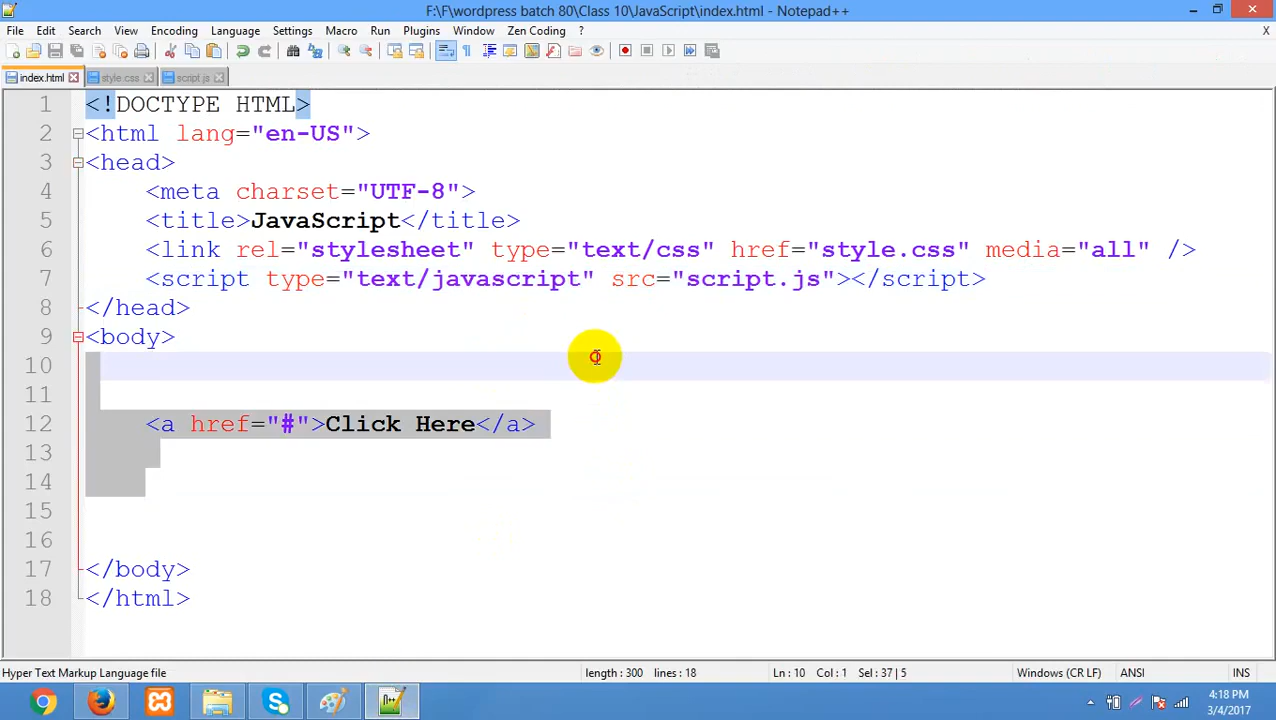 F:\F\wordpress batch 80\Class 10\JavaScript\index.html - Notepad++
File Edit Search View Encoding Language Settings Macro Run Plugins Window Zen Coding ? X
index.html style.css script.js
1 <!DOCTYPE HTML>
2 <html lang="en-US">
3 <head>
4 <meta charset="UTF-8">
5 <title>JavaScript</title>
6 <link rel="stylesheet" type="text/css" href="style.css" media="all" />
7 <script type="text/javascript" src="script.js"></script>
8 </head>
9 <body>
10
11
12 <a href="#">Click Here</a>
13
14
15
16
17 </body>
18 </html>
Hyper Text Markup Language file length : 300 lines : 18 Ln : 10 Col : 1 Sel : 37 | 5 Windows (CR LF) ANSI INS
4:18 PM
3/4/2017